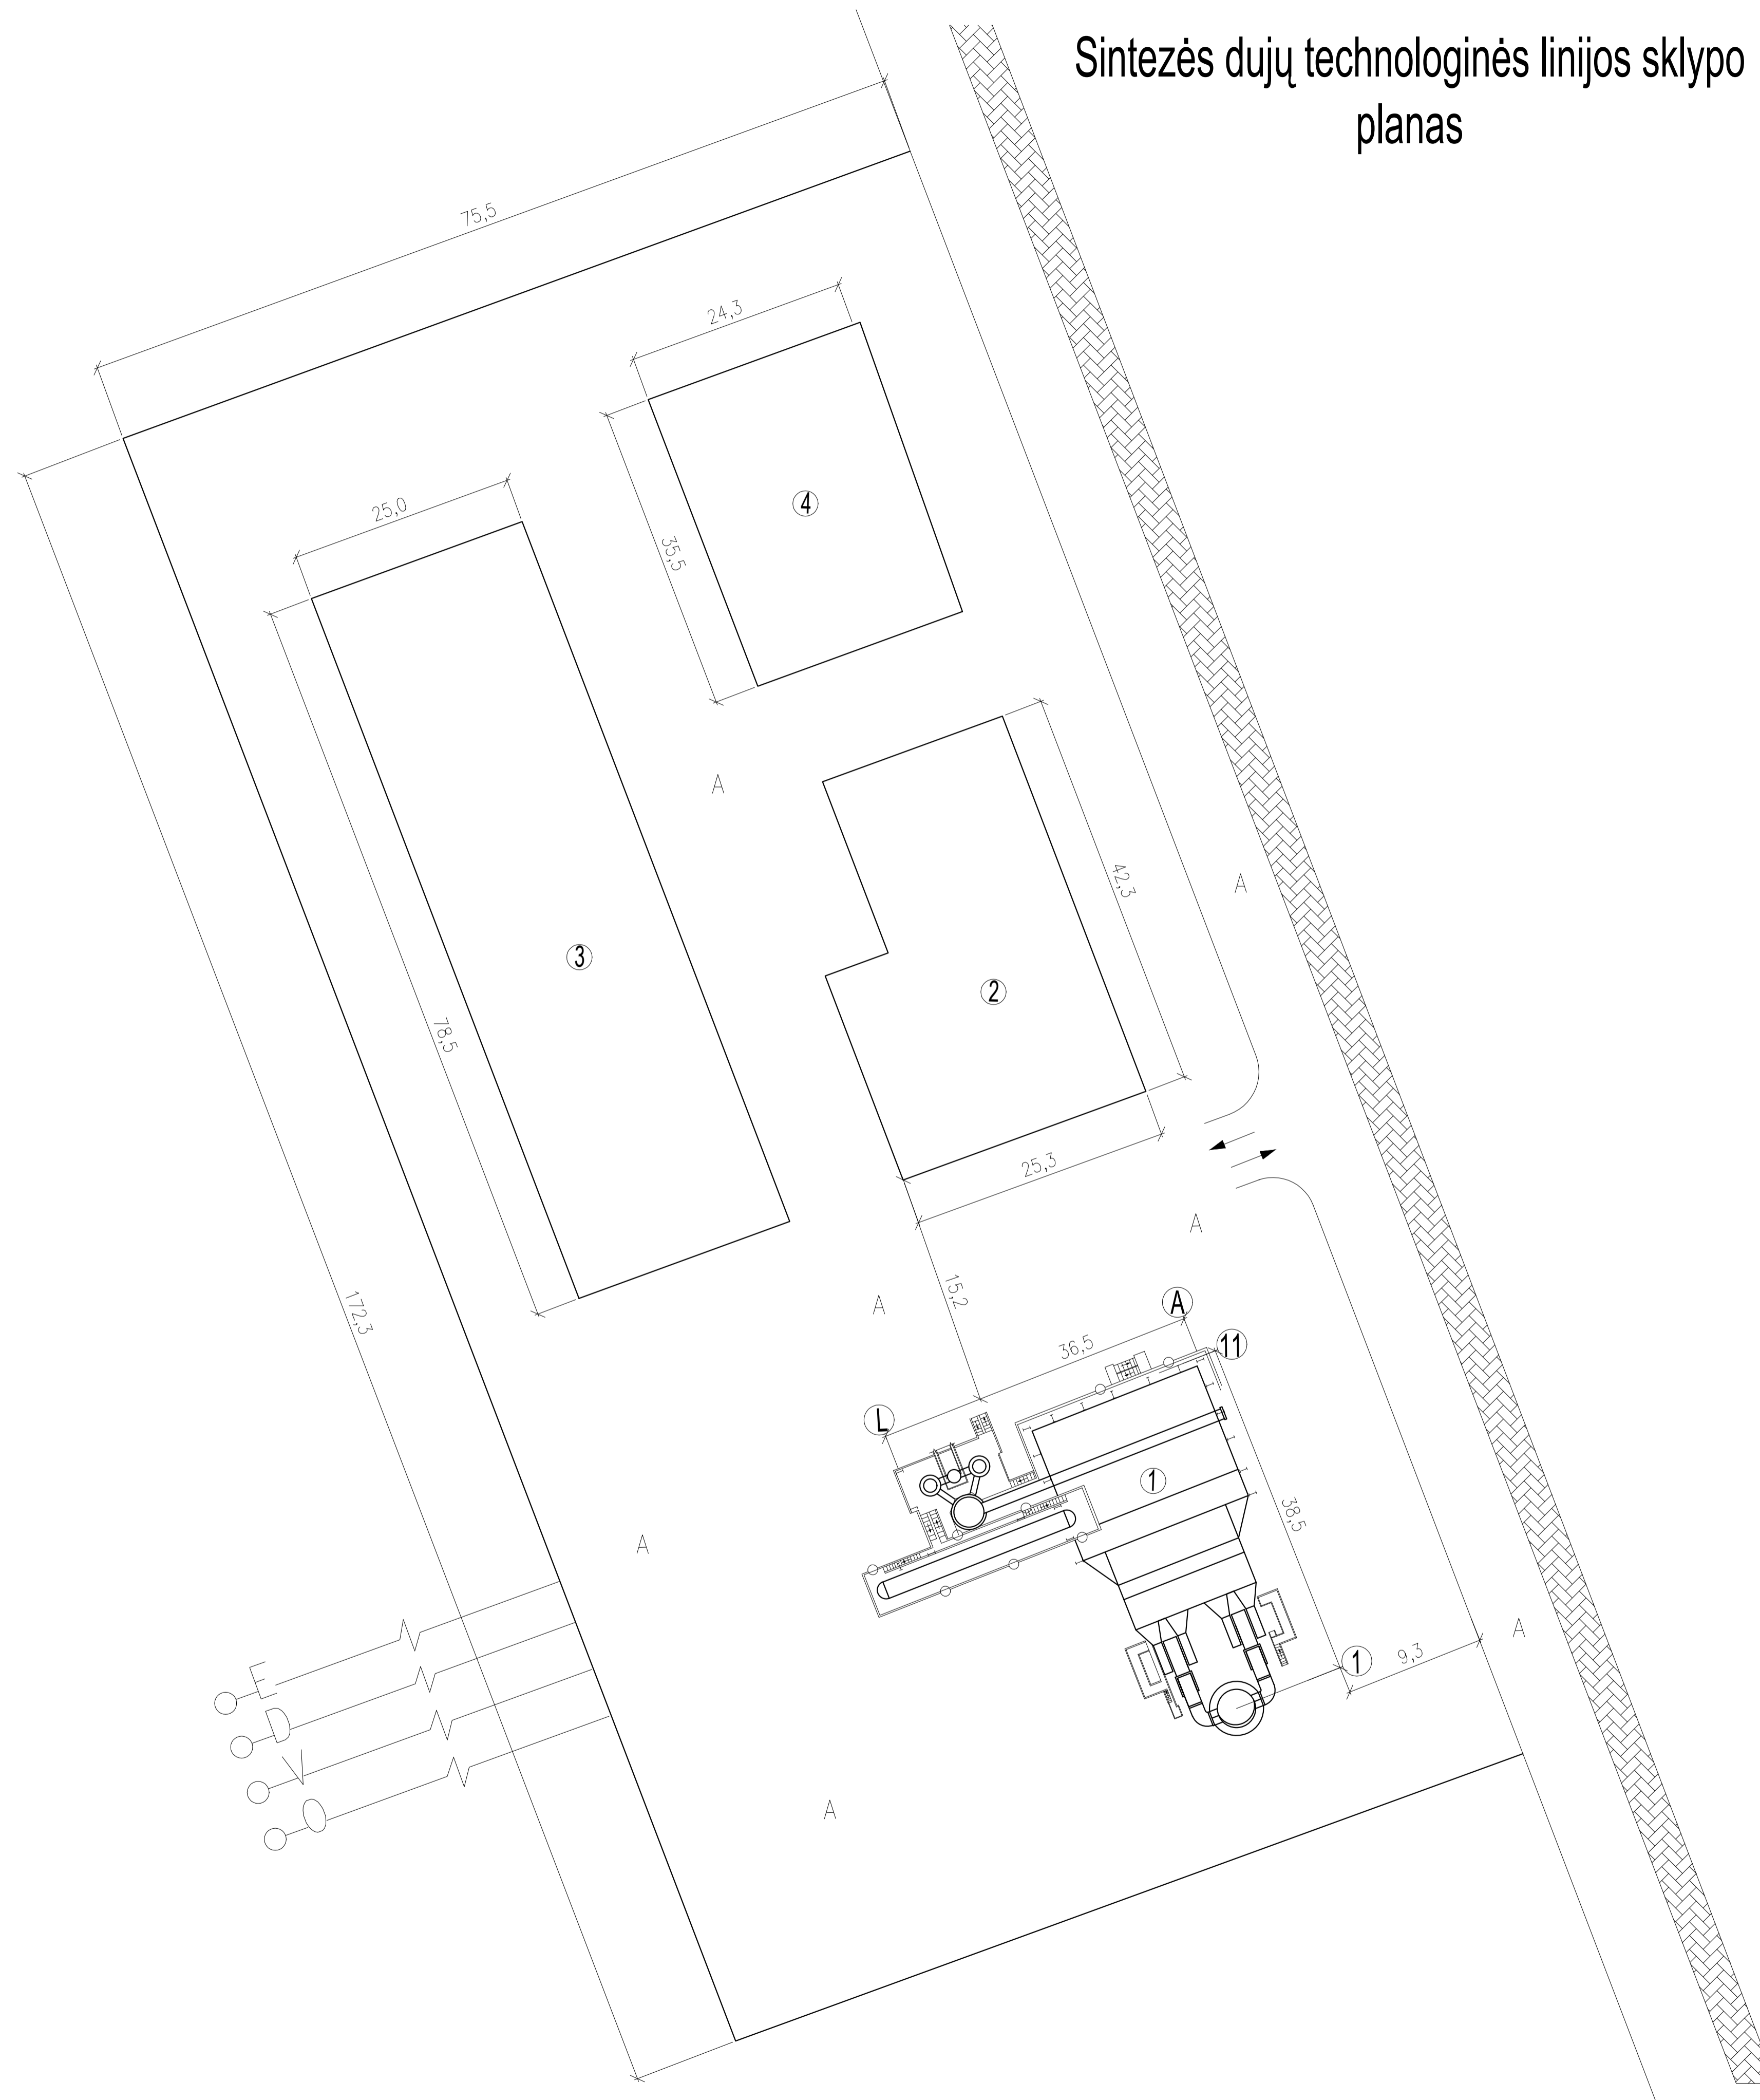 Sintezės dujų technologinės linijos sklypo
planas
75,5
24,3
4
35,5
25,0
A
42,3
A
3
2
78,5
25,3
A
15,2
A
172,3
A
36,5
11
L
1
38,5
A
A
9,3
1
E
D
V
O
A